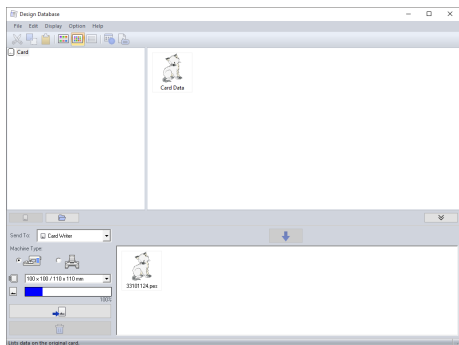 Design Database
File Edit Display Option Help
Card
Card Data
Send To: Card Writer
Machine Type
100 x 100 / 110 x 110 mm
100%
33101124.pes
Lists data on the original card.